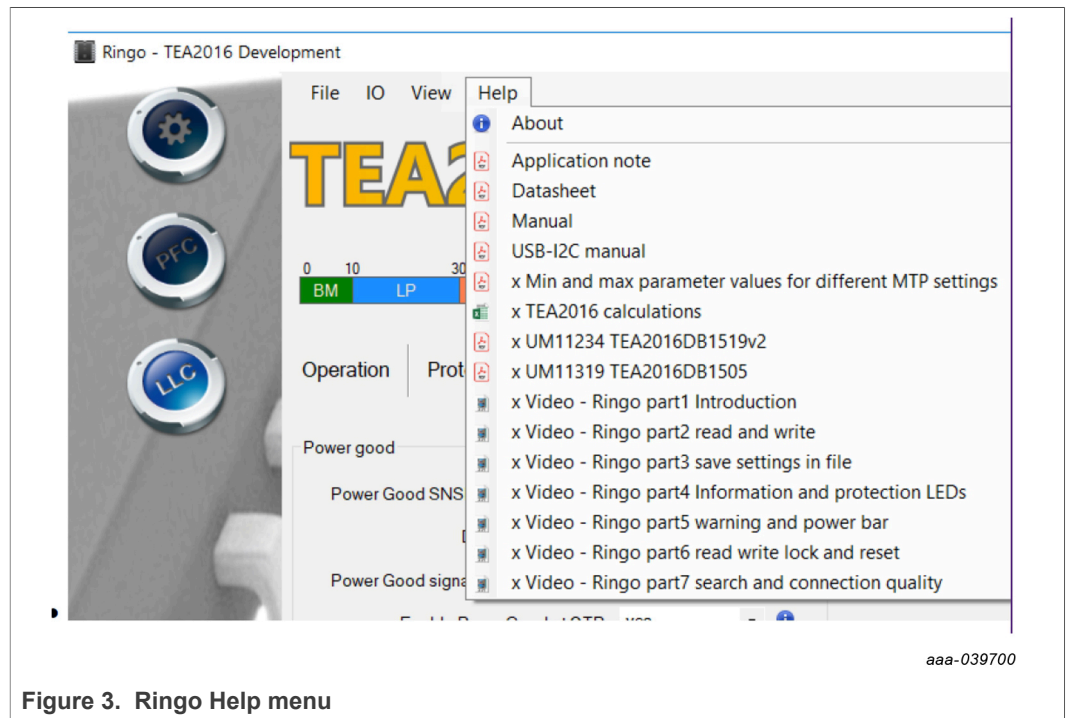 Ringo - TEA2016 Development
File IO View Help
About
Application note
Datasheet
Manual
USB-I2C manual
x Min and max parameter values for different MTP settings
x TEA2016 calculations
x UM11234 TEA2016DB1519v2
x UM11319 TEA2016DB1505
x Video - Ringo part1 Introduction
x Video - Ringo part2 read and write
x Video - Ringo part3 save settings in file
x Video - Ringo part4 Information and protection LEDs
x Video - Ringo part5 warning and power bar
x Video - Ringo part6 read write lock and reset
x Video - Ringo part7 search and connection quality
PFC
LLC
TEA2
0 10 30
BM LP
Operation Prot
Power good
Power Good SNS
Power Good signa
aaa-039700
Figure 3. Ringo Help menu